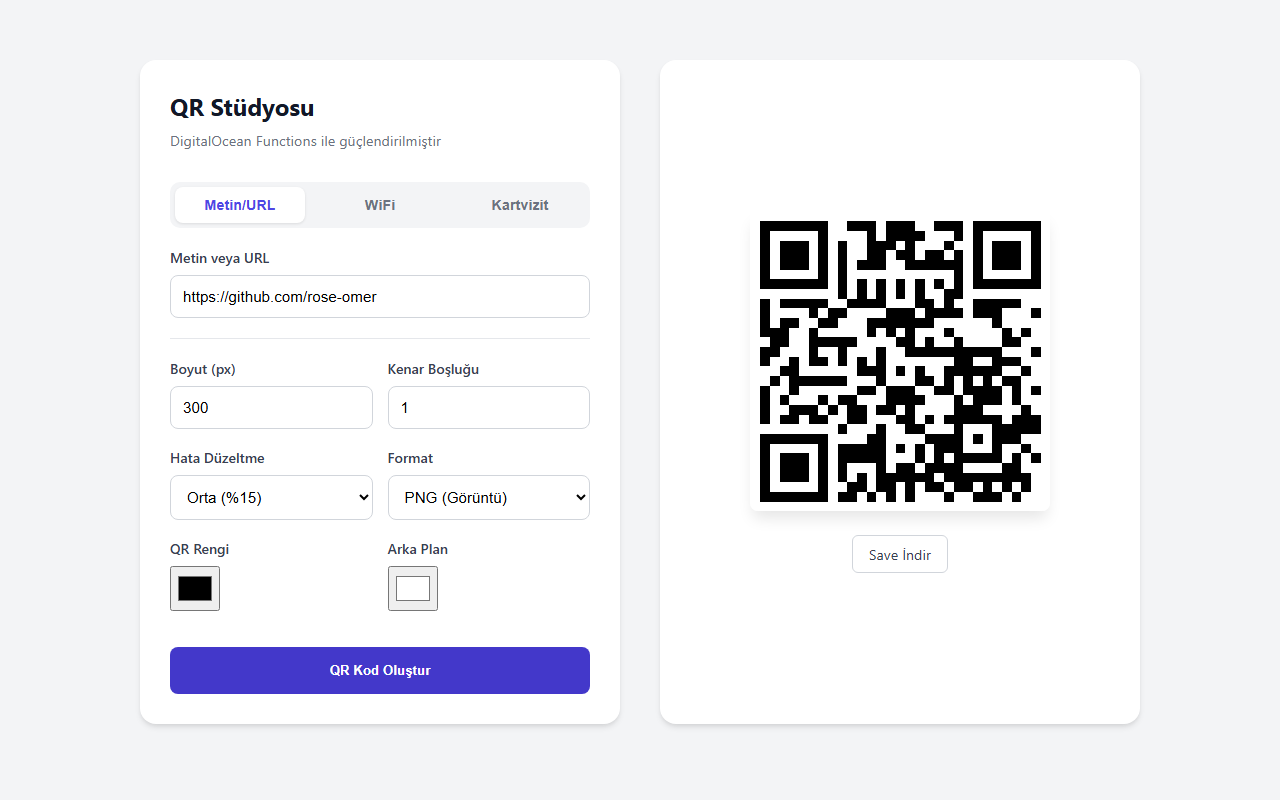 QR Stüdyosu
DigitalOcean Functions ile güçlendirilmiştir
Metin/URL WiFi Kartvizit
Metin veya URL
https://github.com/rose-omer
Boyut (px) Kenar Boşluğu
300 1
Hata Düzeltme Format
Orta (%15) PNG (Görüntü)
QR Rengi Arka Plan
QR Kod Oluştur
Save İndir